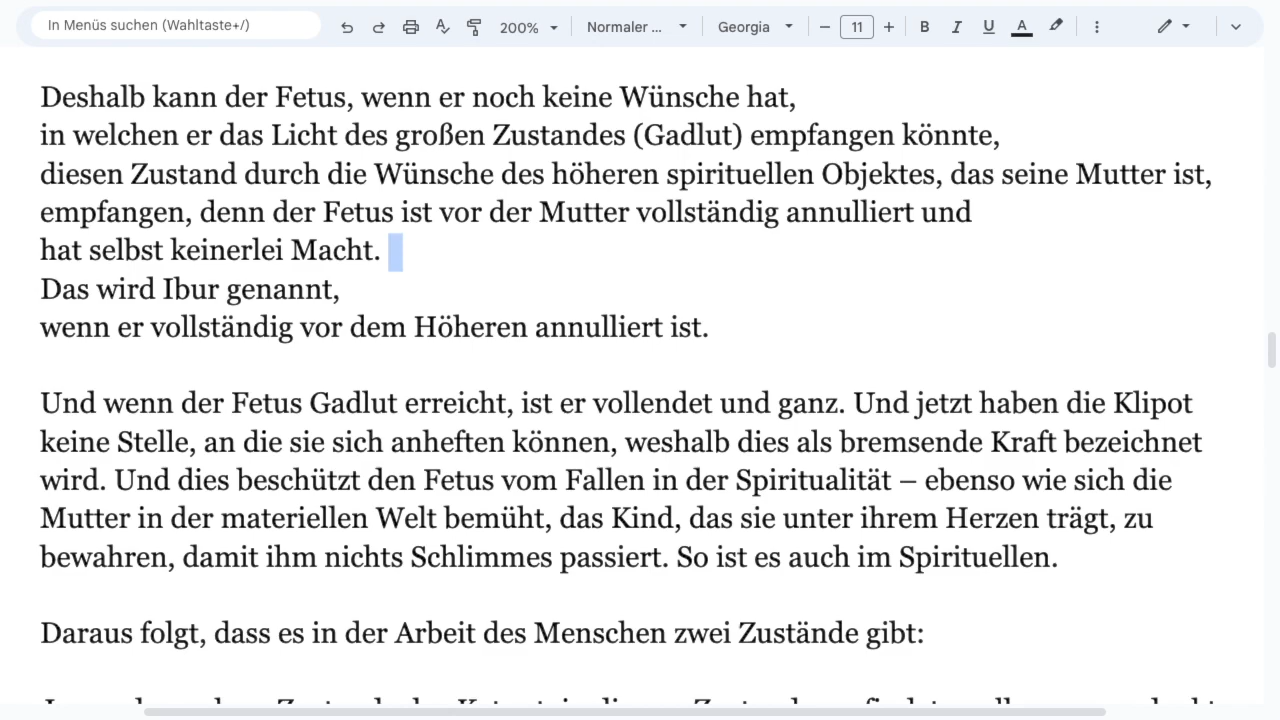 In Menüs suchen (Wahltaste+/)
200%
Normaler ...
Georgia
11
B
I
U
A
Deshalb kann der Fetus, wenn er noch keine Wünsche hat,
in welchen er das Licht des großen Zustandes (Gadlut) empfangen könnte,
diesen Zustand durch die Wünsche des höheren spirituellen Objektes, das seine Mutter ist,
empfangen, denn der Fetus ist vor der Mutter vollständig annulliert und
hat selbst keinerlei Macht.
Das wird Ibur genannt,
wenn er vollständig vor dem Höheren annulliert ist.
Und wenn der Fetus Gadlut erreicht, ist er vollendet und ganz. Und jetzt haben die Klipot
keine Stelle, an die sie sich anheften können, weshalb dies als bremsende Kraft bezeichnet
wird. Und dies beschützt den Fetus vom Fallen in der Spiritualität – ebenso wie sich die
Mutter in der materiellen Welt bemüht, das Kind, das sie unter ihrem Herzen trägt, zu
bewahren, damit ihm nichts Schlimmes passiert. So ist es auch im Spirituellen.
Daraus folgt, dass es in der Arbeit des Menschen zwei Zustände gibt: